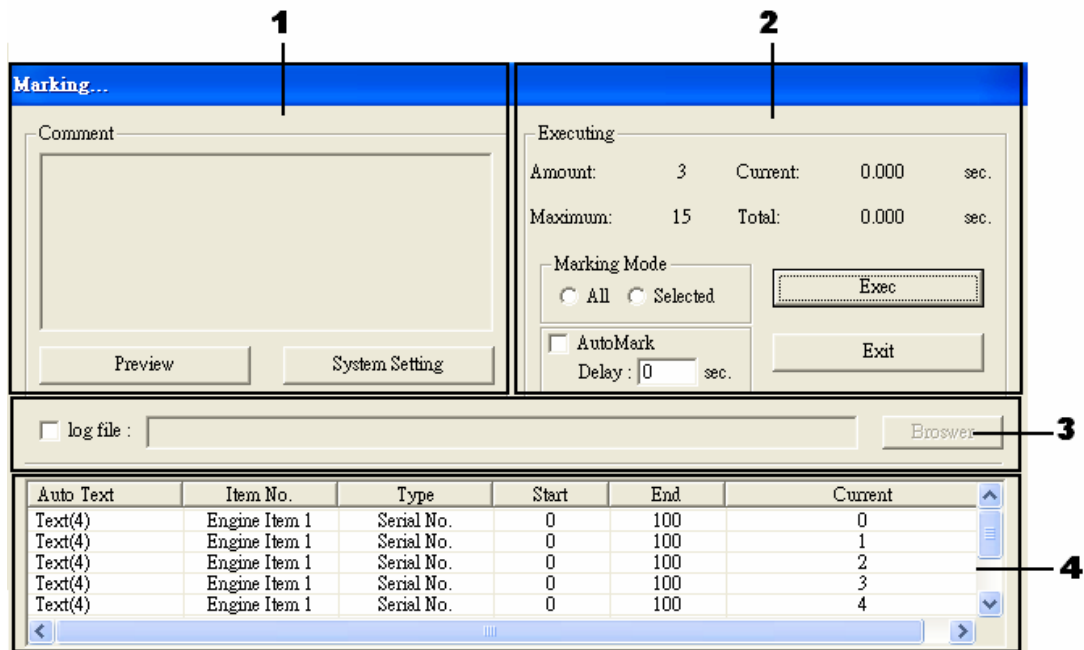 1 2
Marking...
Comment
Preview System Setting
Executing
Amount: 3 Current: 0.000 sec.
Maximum: 15 Total: 0.000 sec.
Marking Mode
All Selected
Exec
AutoMark
Delay : 0 sec.
Exit
log file : Broswer 3
Auto Text Item No. Type Start End Current
Text(4) Engine Item 1 Serial No. 0 100 0
Text(4) Engine Item 1 Serial No. 0 100 1
Text(4) Engine Item 1 Serial No. 0 100 2
Text(4) Engine Item 1 Serial No. 0 100 3
Text(4) Engine Item 1 Serial No. 0 100 4
4